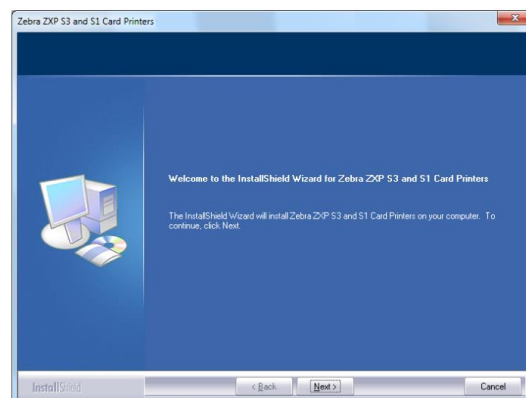 Zebra ZXP S3 and S1 Card Printers
Welcome to the InstallShield Wizard for Zebra ZXP S3 and S1 Card Printers
The InstallShield Wizard will install Zebra ZXP S3 and S1 Card Printers on your computer. To
continue, click Next.
InstallShield
< Back
Next >
Cancel